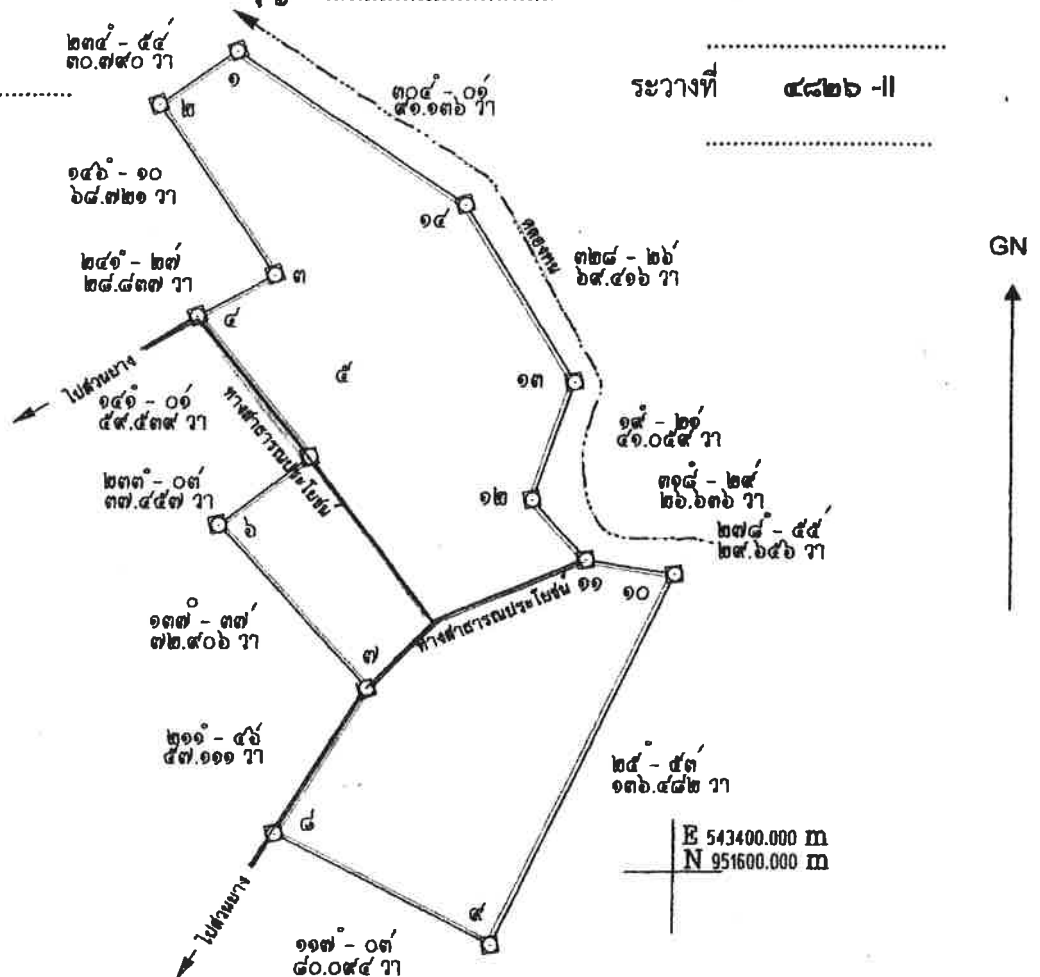 ๒๓๔° - ๕๔′
๓๐.๗๙๐ วา
๑
๒
๓๐๔° - ๐๑′
๙๑.๑๓๖ วา
ระวางที่ ๔๘๒๖ -II
๑๔๖° - ๑๐
๖๘.๗๒๑ วา
๑๔
คลองพน
๓๒๘ - ๒๖′
๖๙.๔๑๖ วา
GN
๒๔๑° - ๒๗′
๒๘.๘๓๗ วา
๓
๔
๕
๑๓
ไปสวนบาง
๑๔๑° - ๐๑′
๕๙.๕๓๙ วา
ทางสาธารณประโยชน์
๑๙° - ๒๑′
๔๑.๐๕๙ วา
๒๓๓° - ๐๓′
๓๗.๔๕๗ วา
๖
๑๒
๓๑๘° - ๒๙′
๒๖.๖๓๖ วา
๒๗๘° - ๕๕′
๒๙.๖๕๖ วา
๑๑
๑๐
ทางสาธารณประโยชน์
๑๓๗° - ๓๗′
๗๒.๙๐๖ วา
๗
๒๑๑° - ๔๖′
๕๗.๑๑๑ วา
๒๕° - ๕๓′
๑๓๖.๔๘๒ วา
๘
E 543400.000 m
N 951600.000 m
ไปสวนบาง
๙
๑๑๗° - ๐๓′
๘๐.๐๙๔ วา